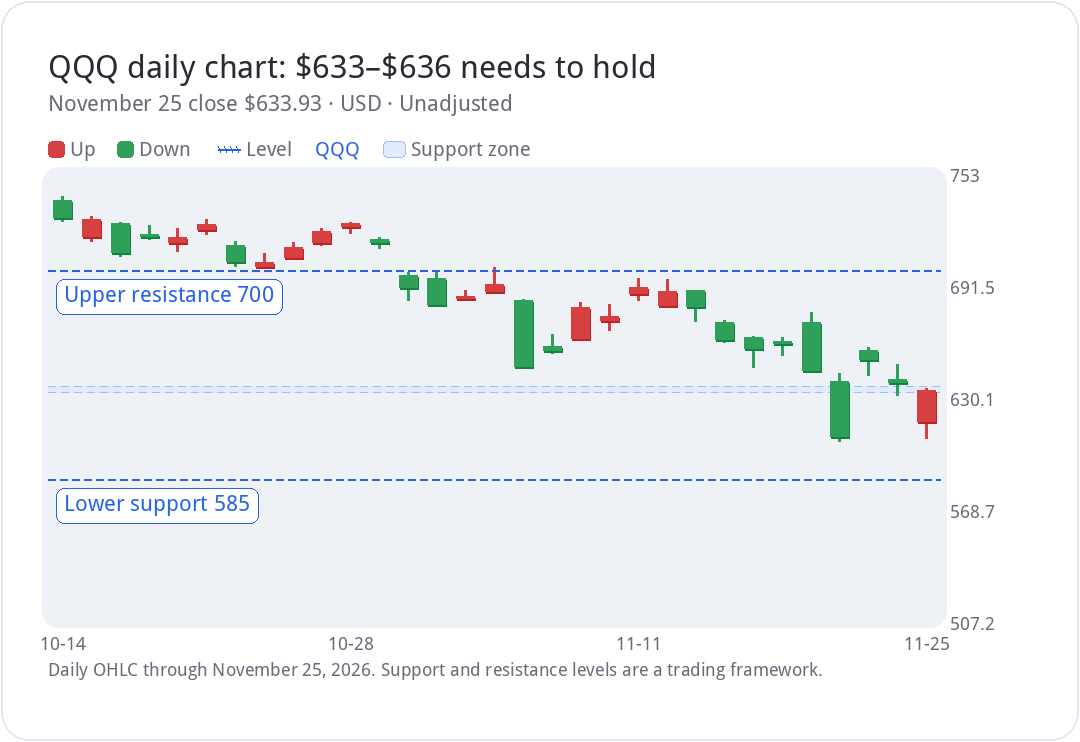 QQQ daily chart: $633–$636 needs to hold
November 25 close $633.93 · USD · Unadjusted
Up Down Level QQQ Support zone
753
691.5
Upper resistance 700
630.1
Lower support 585
568.7
507.2
10-14 10-28 11-11 11-25
Daily OHLC through November 25, 2026. Support and resistance levels are a trading framework.